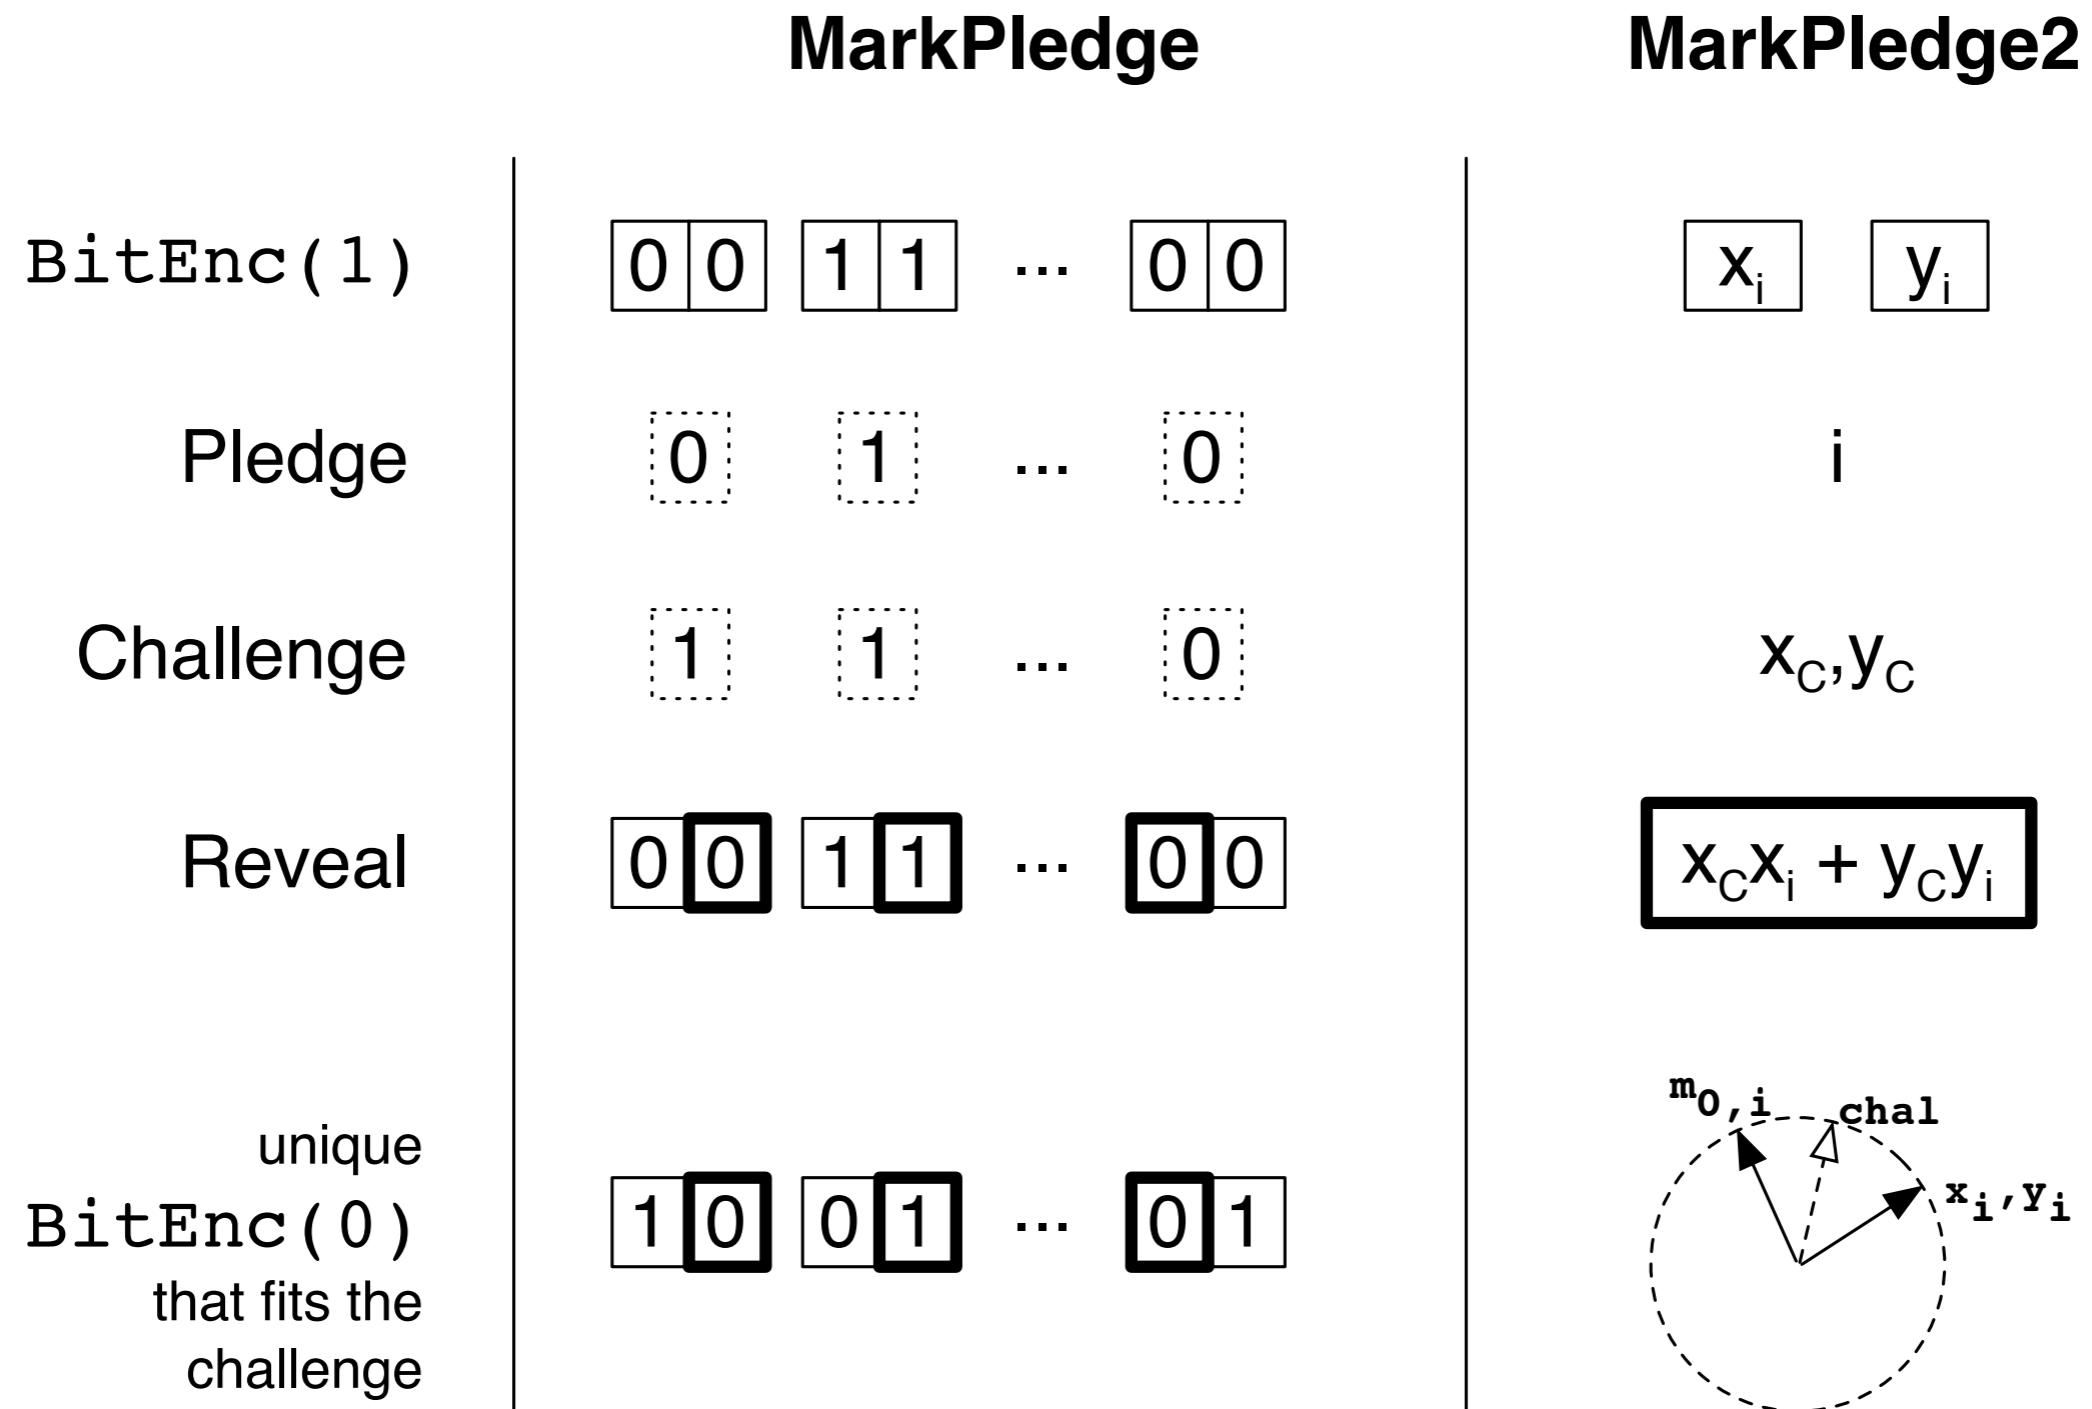 MarkPledge MarkPledge2
BitEnc(1) 0 0 1 1 ... 0 0 xi yi
Pledge 0 1 ... 0 i
Challenge 1 1 ... 0 xC,yC
Reveal 0 0 1 1 ... 0 0 xCxi + yCyi
m0,i chal
unique
xi,yi
BitEnc(0) 1 0 0 1 ... 0 1
that fits the
challenge